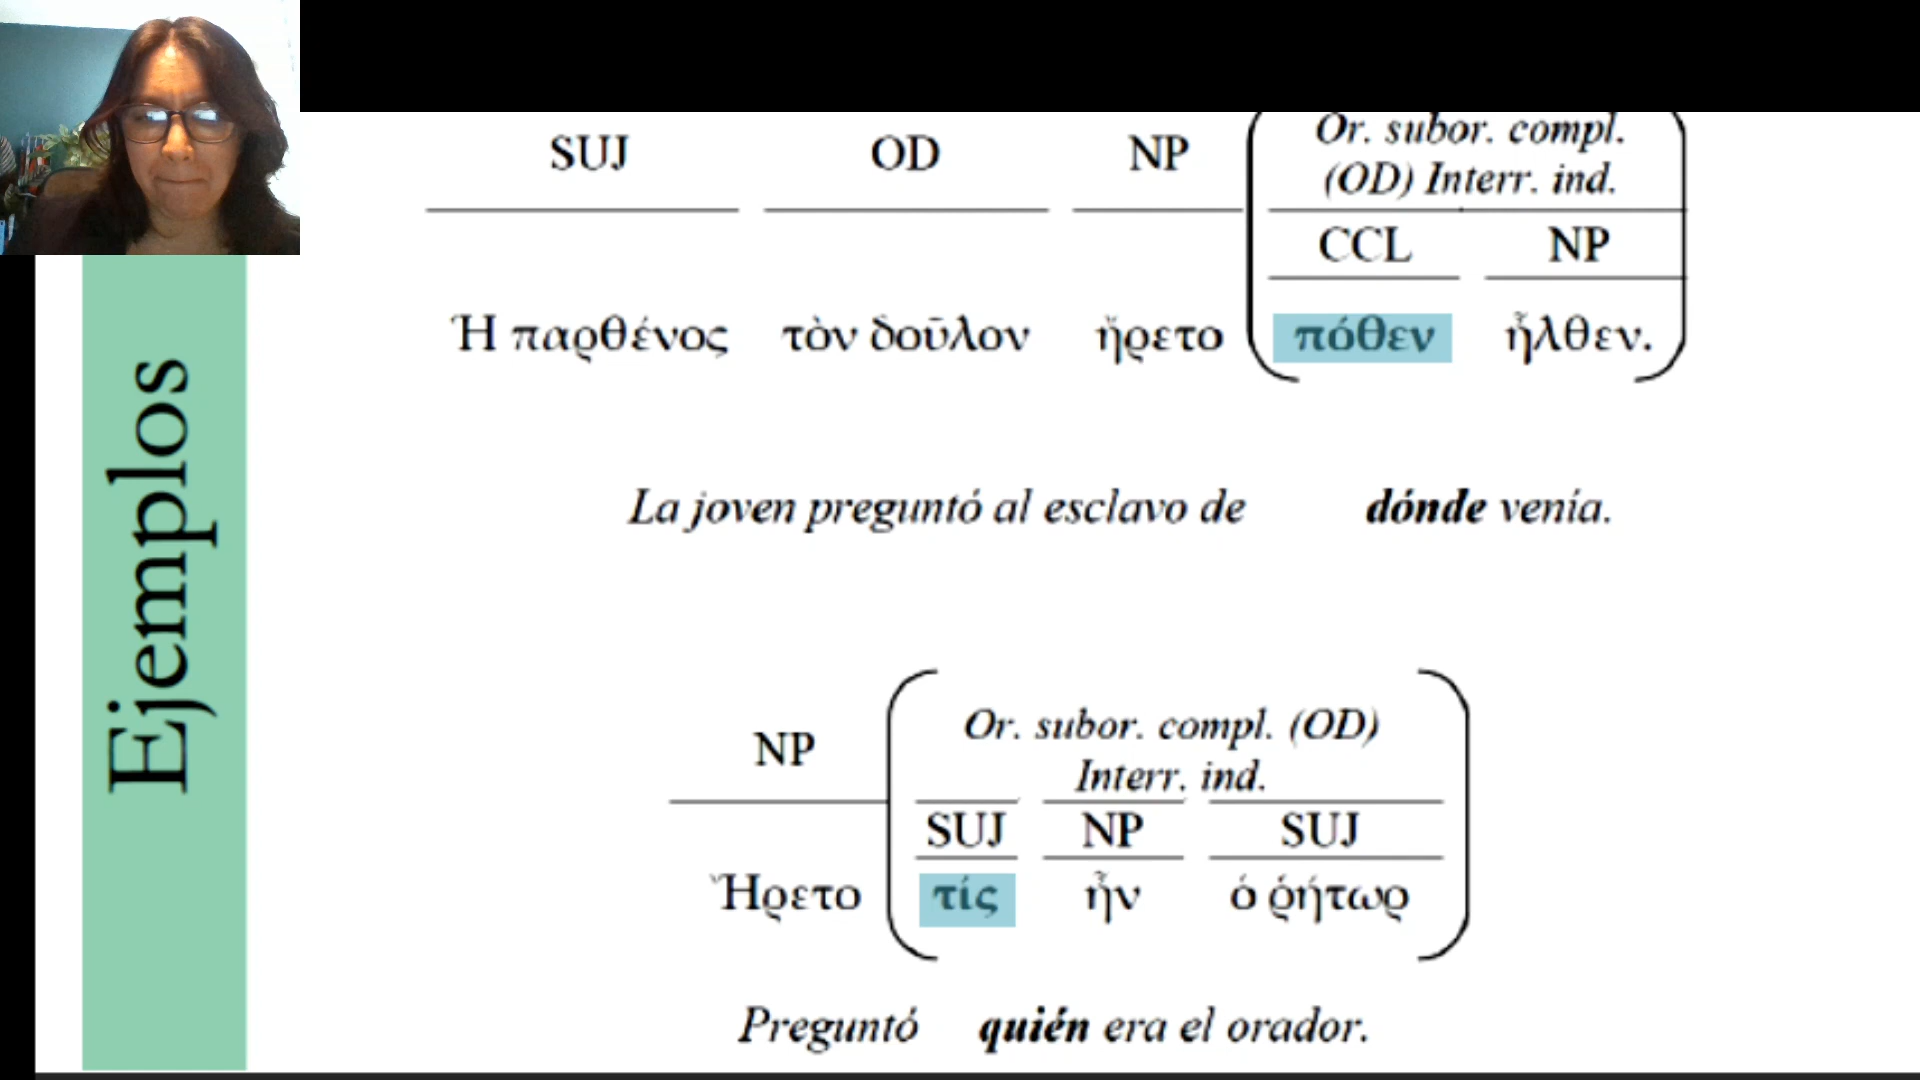 Ejemplos
SUJ OD NP Or. subor. compl.
(OD) Interr. ind.
CCL NP
Ἡ παρθένος τὸν δοῦλον ἤρετο πόθεν ἦλθεν.
La joven preguntó al esclavo de dónde venía.
NP Or. subor. compl. (OD)
Interr. ind.
SUJ NP SUJ
Ἤρετο τίς ἦν ὁ ῥήτωρ
Preguntó quién era el orador.